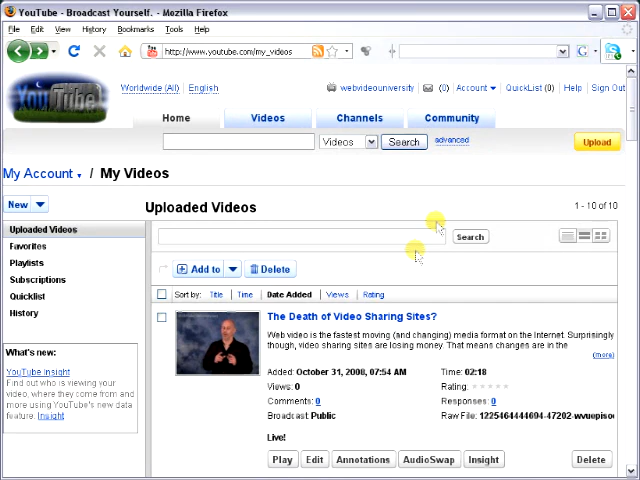 YouTube - Broadcast Yourself. - Mozilla Firefox
File Edit View History Bookmarks Tools Help
http://www.youtube.com/my_videos
YouTube
Worldwide (All) English webvideouniversity (0) Account QuickList (0) Help Sign Out
Home Videos Channels Community
Videos Search advanced Upload
My Account / My Videos
New
Uploaded Videos
Favorites
Playlists
Subscriptions
Quicklist
History
What's new:
YouTube Insight
Find out who is viewing your
video, where they come from and
more using YouTube's new data
feature. Insight
Uploaded Videos 1 - 10 of 10
Search
Add to Delete
Sort by: Title Time Date Added Views Rating
The Death of Video Sharing Sites?
Web video is the fastest moving (and changing) media format on the Internet. Surprisingly
though, video sharing sites are losing money. That means changes are in the
(more)
Added: October 31, 2008, 07:54 AM Time: 02:18
Views: 0 Rating:
Comments: 0 Responses: 0
Broadcast: Public Raw File: 1225464444694-47202-wvuepiso
Live!
Play Edit Annotations AudioSwap Insight Delete